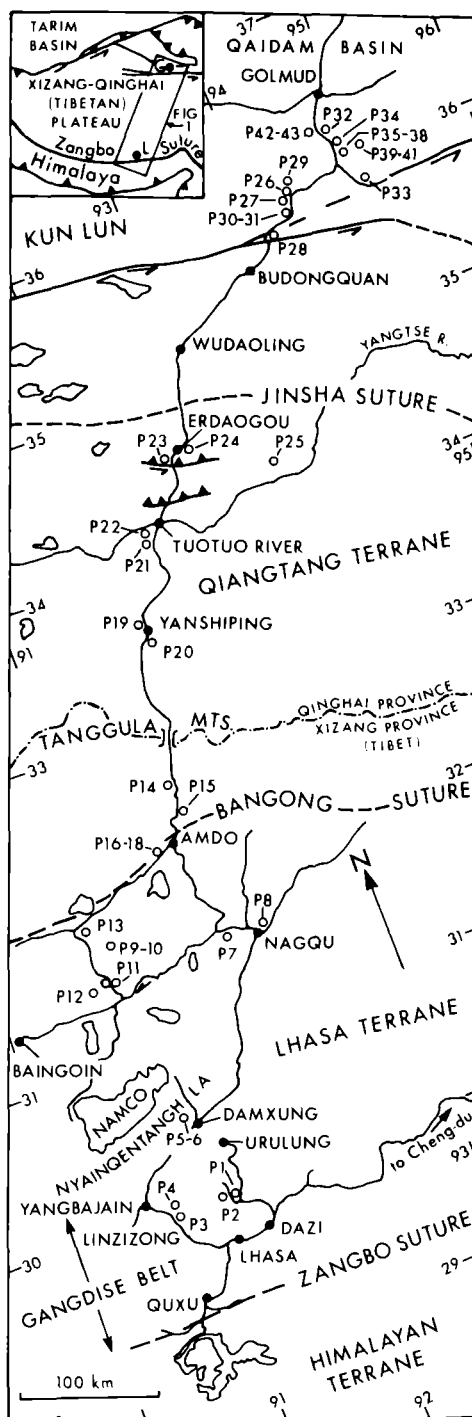 TARIM
BASIN
XIZANG-QINGHAI
(TIBETAN)
PLATEAU
G
FIG
1
Zangbo
L
Suture
Himalaya
37
95
96
QAIDAM BASIN
GOLMUD
94
36
P32
P34
P42-43
P35-38
P39-41
P29
P26
P27
P33
P30-31
93
KUN LUN
P28
36
35
BUDONGQUAN
WUDAOLING
YANGTSE R.
JINSHA SUTURE
35
ERDAOGOU
34
95
P23
P24
P25
P22
TUOTUO RIVER
P21
QIANGTANG TERRANE
34
33
P19
YANSHIPING
91
P20
QINGHAI PROVINCE
TANGGULA MTS.
XIZANG PROVINCE
(TIBET)
33
32
P14
P15
BANGONG SUTURE
P16-18
AMDO
N
P8
P13
31
P9-10
P7
NAGQU
P11
P12
LHASA TERRANE
BAINGOIN
31
NAMCO
NYAINQENTANGHLA
DAMXUNG
P5-6
URULUNG
to Cheng-du
93
P1
P4
P2
YANGBAJAIN
P3
DAZI
LINZIZONG
LHASA
30
ZANGBO SUTURE
29
GANGDISE BELT
QUXU
HIMALAYAN
TERRANE
100 km
91
92